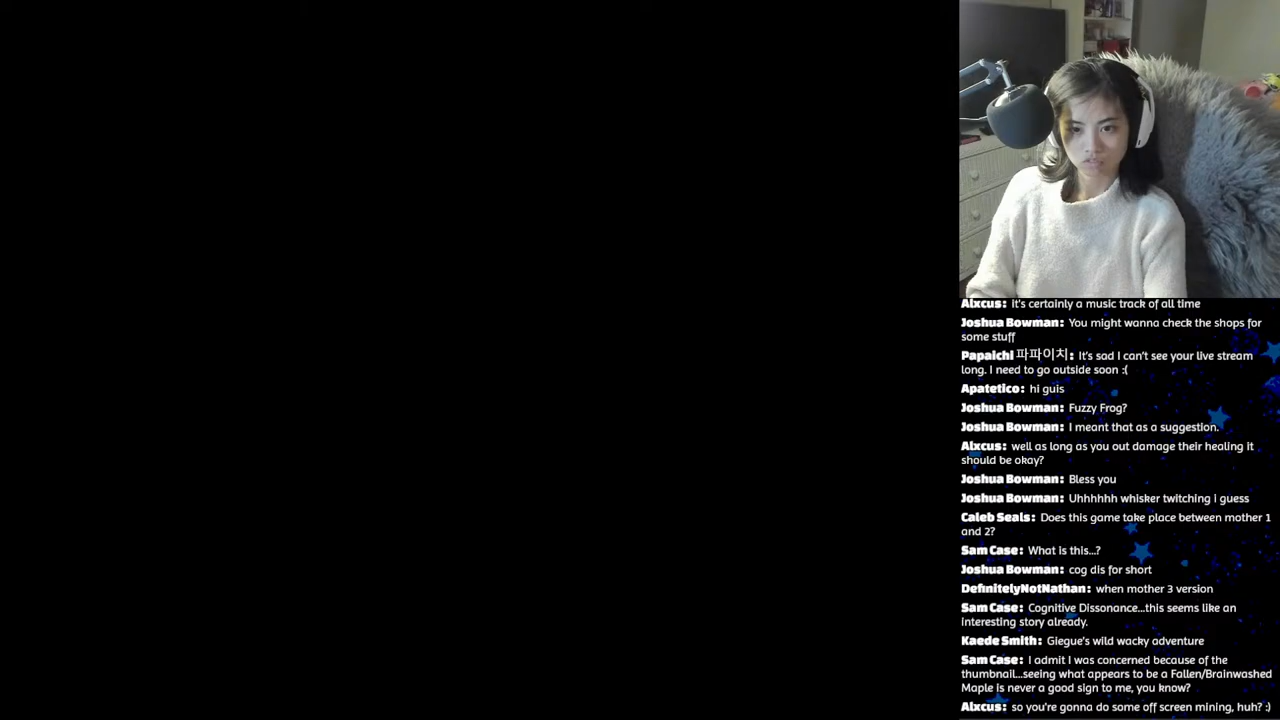 Alxcus: it's certainly a music track of all time
Joshua Bowman: You might wanna check the shops for
some stuff
Papaichi 파파이치: It's sad I can't see your live stream
long. I need to go outside soon :(
Apatetico: hi guis
Joshua Bowman: Fuzzy Frog?
Joshua Bowman: I meant that as a suggestion.
Alxcus: well as long as you out damage their healing it
should be okay?
Joshua Bowman: Bless you
Joshua Bowman: Uhhhhhh whisker twitching i guess
Caleb Seals: Does this game take place between mother 1
and 2?
Sam Case: What is this...?
Joshua Bowman: cog dis for short
DefinitelyNotNathan: when mother 3 version
Sam Case: Cognitive Dissonance...this seems like an
interesting story already.
Kaede Smith: Giegue's wild wacky adventure
Sam Case: I admit I was concerned because of the
thumbnail...seeing what appears to be a Fallen/Brainwashed
Maple is never a good sign to me, you know?
Alxcus: so you're gonna do some off screen mining, huh? :)